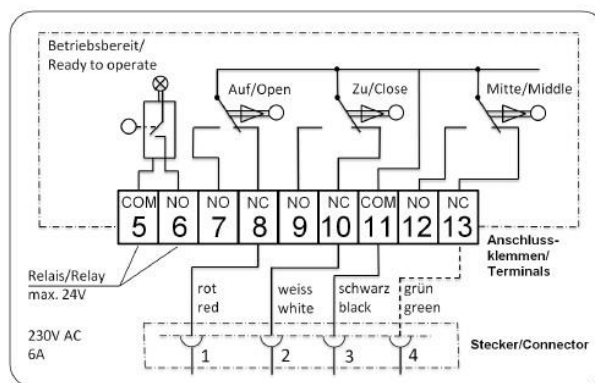 Betriebsbereit/
Ready to operate
Auf/Open
Zu/Close
Mitte/Middle
COM NO NO NC NO NC COM NO NC
5 6 7 8 9 10 11 12 13
Anschluss-
klemmen/
Terminals
Relais/Relay
max. 24V
rot
red
weiss
white
schwarz
black
grün
green
230V AC
6A
1 2 3 4
Stecker/Connector